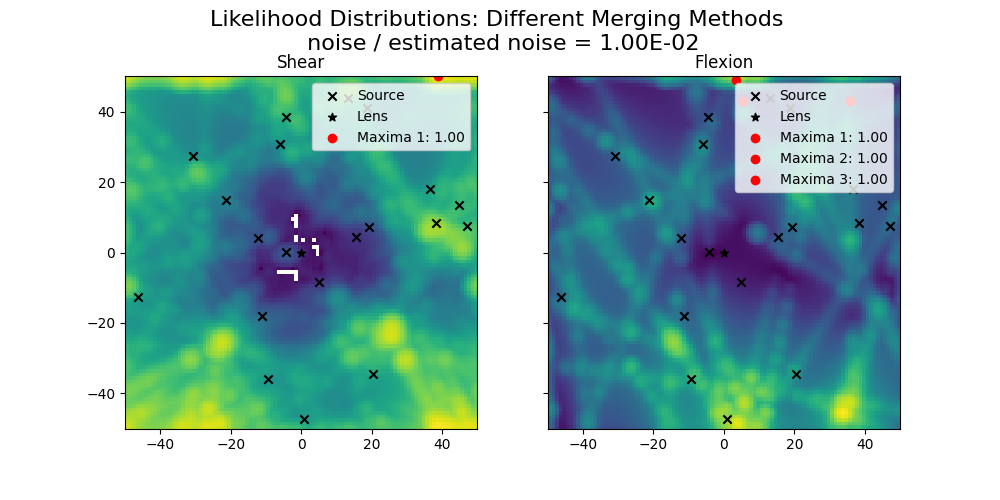 Likelihood Distributions: Different Merging Methods
noise / estimated noise = 1.00E-02
Shear
Flexion
Source
Lens
Maxima 1: 1.00
Source
Lens
Maxima 1: 1.00
Maxima 2: 1.00
Maxima 3: 1.00
40
20
0
−20
−40
−40 −20 0 20 40
−40 −20 0 20 40